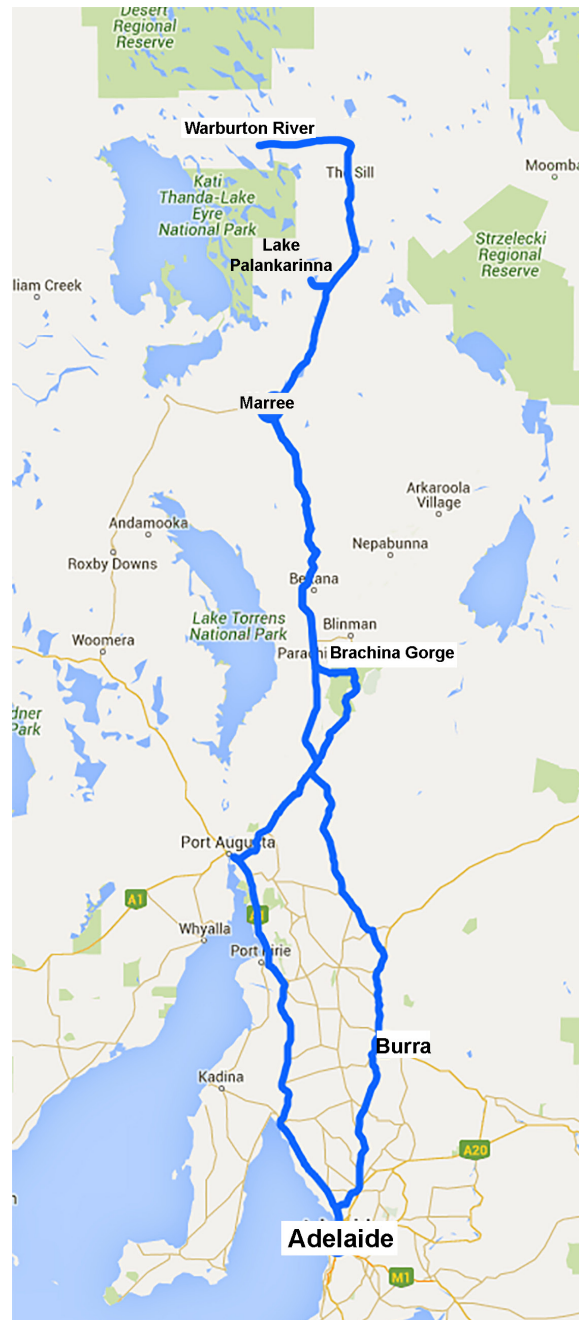 Desert
Regional
Reserve
Warburton River
The Sill
Moomba
Kati
Thanda-Lake
Eyre
National Park
Lake
Palankarinna
Strzelecki
Regional
Reserve
liam Creek
Marree
Arkaroola
Village
Andamooka
Nepabunna
Roxby Downs
Beltana
Lake Torrens
National Park
Blinman
Woomera
Parachi
Brachina Gorge
dner
Park
Port Augusta
A1
A1
Whyalla
Port Pirie
Burra
Kadina
A20
Adelaide
M1